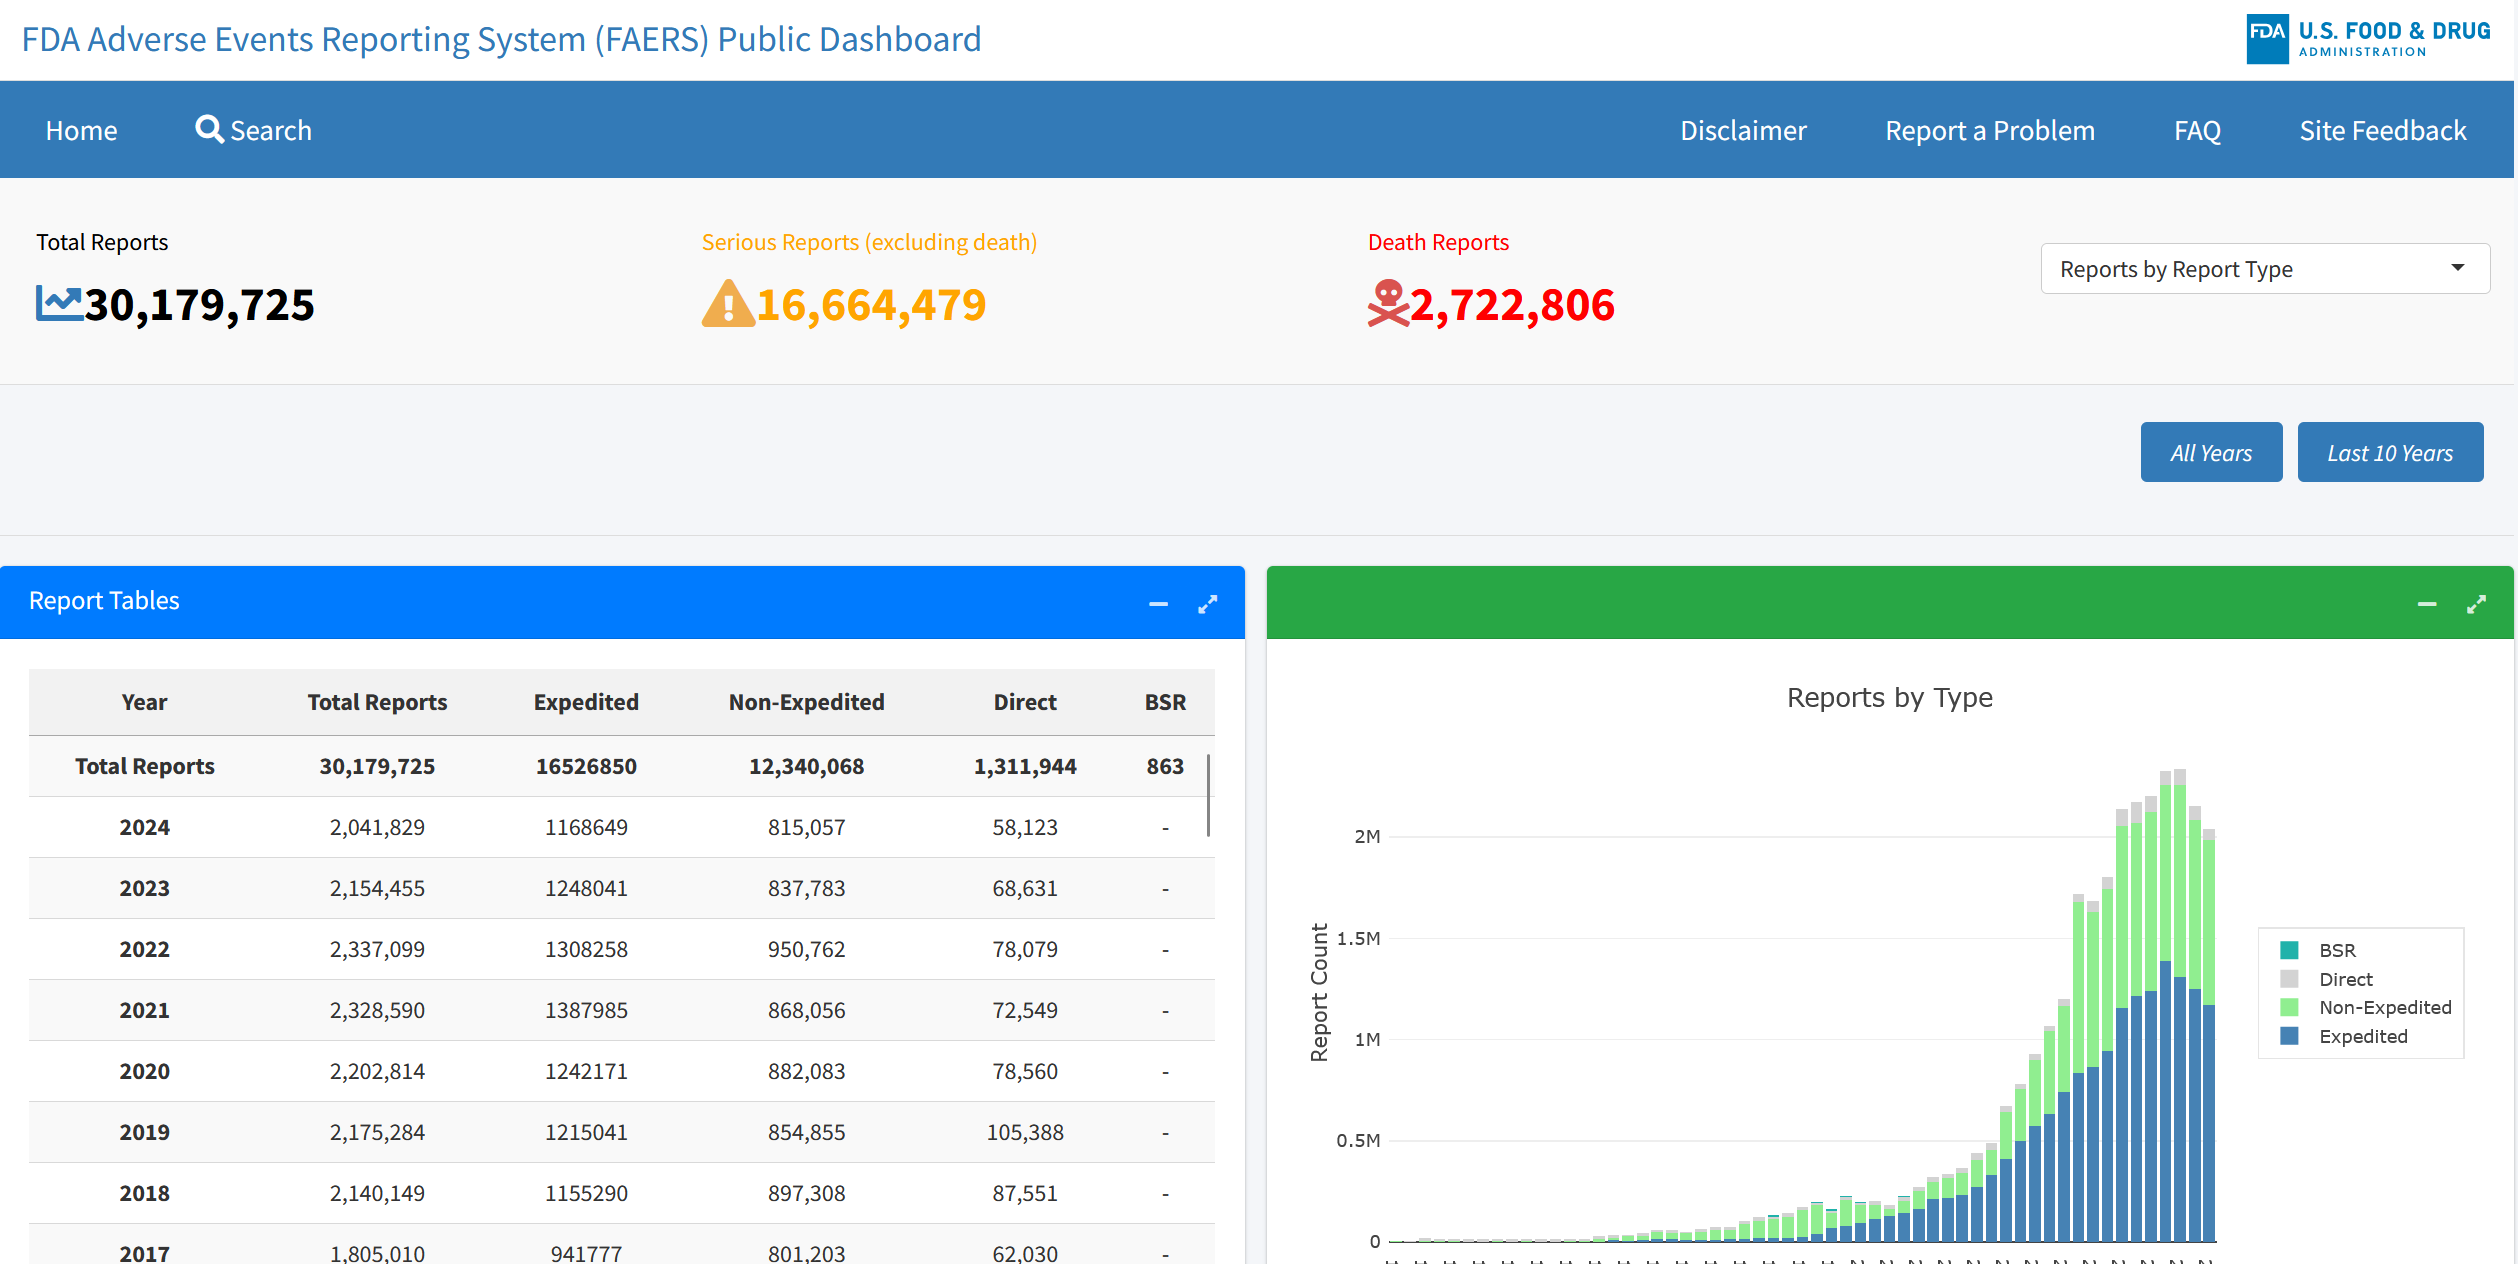 FDA Adverse Events Reporting System (FAERS) Public Dashboard
FDA U.S. FOOD & DRUG
ADMINISTRATION
Home Search Disclaimer Report a Problem FAQ Site Feedback
Total Reports
30,179,725
Serious Reports (excluding death)
16,664,479
Death Reports
2,722,806
Reports by Report Type
All Years Last 10 Years
Report Tables
Year Total Reports Expedited Non-Expedited Direct BSR
Total Reports 30,179,725 16526850 12,340,068 1,311,944 863
2024 2,041,829 1168649 815,057 58,123 -
2023 2,154,455 1248041 837,783 68,631 -
2022 2,337,099 1308258 950,762 78,079 -
2021 2,328,590 1387985 868,056 72,549 -
2020 2,202,814 1242171 882,083 78,560 -
2019 2,175,284 1215041 854,855 105,388 -
2018 2,140,149 1155290 897,308 87,551 -
2017 1,805,010 941777 801,203 62,030 -
Reports by Type
Report Count
2M
1.5M
1M
0.5M
0
BSR
Direct
Non-Expedited
Expedited